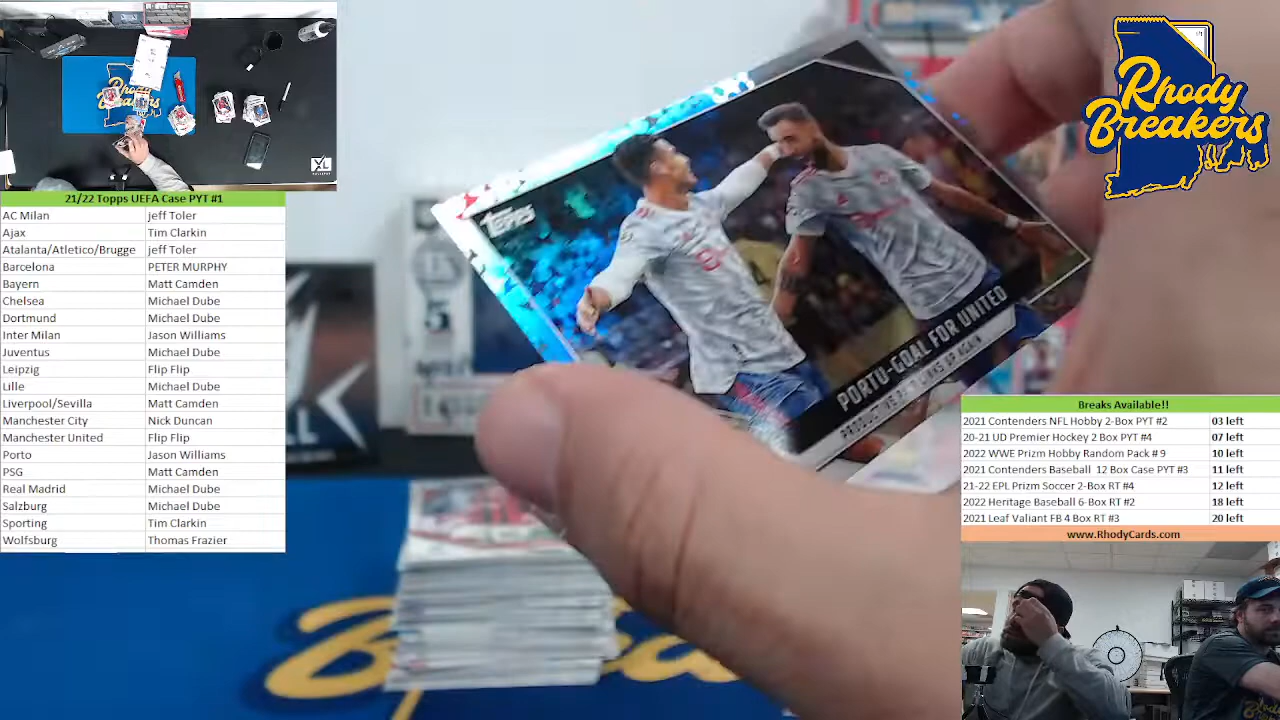 21/22 Topps UEFA Case PYT #1
AC Milan jeff Toler
Ajax Tim Clarkin
Atalanta/Atletico/Brugge jeff Toler
Barcelona PETER MURPHY
Bayern Matt Camden
Chelsea Michael Dube
Dortmund Michael Dube
Inter Milan Jason Williams
Juventus Michael Dube
Leipzig Flip Flip
Lille Michael Dube
Liverpool/Sevilla Matt Camden
Manchester City Nick Duncan
Manchester United Flip Flip
Porto Jason Williams
PSG Matt Camden
Real Madrid Michael Dube
Salzburg Michael Dube
Sporting Tim Clarkin
Wolfsburg Thomas Frazier
TOPPS
PORTU-GOAL FOR UNITED
LINKS UP AGAIN
5
Rhody
Breakers
Breaks Available!!
2021 Contenders NFL Hobby 2-Box PYT #2 03 left
20-21 UD Premier Hockey 2 Box PYT #4 07 left
2022 WWE Prizm Hobby Random Pack # 9 10 left
2021 Contenders Baseball 12 Box Case PYT #3 11 left
21-22 EPL Prizm Soccer 2-Box RT #4 12 left
2022 Heritage Baseball 6-Box RT #2 18 left
2021 Leaf Valiant FB 4 Box RT #3 20 left
www.RhodyCards.com